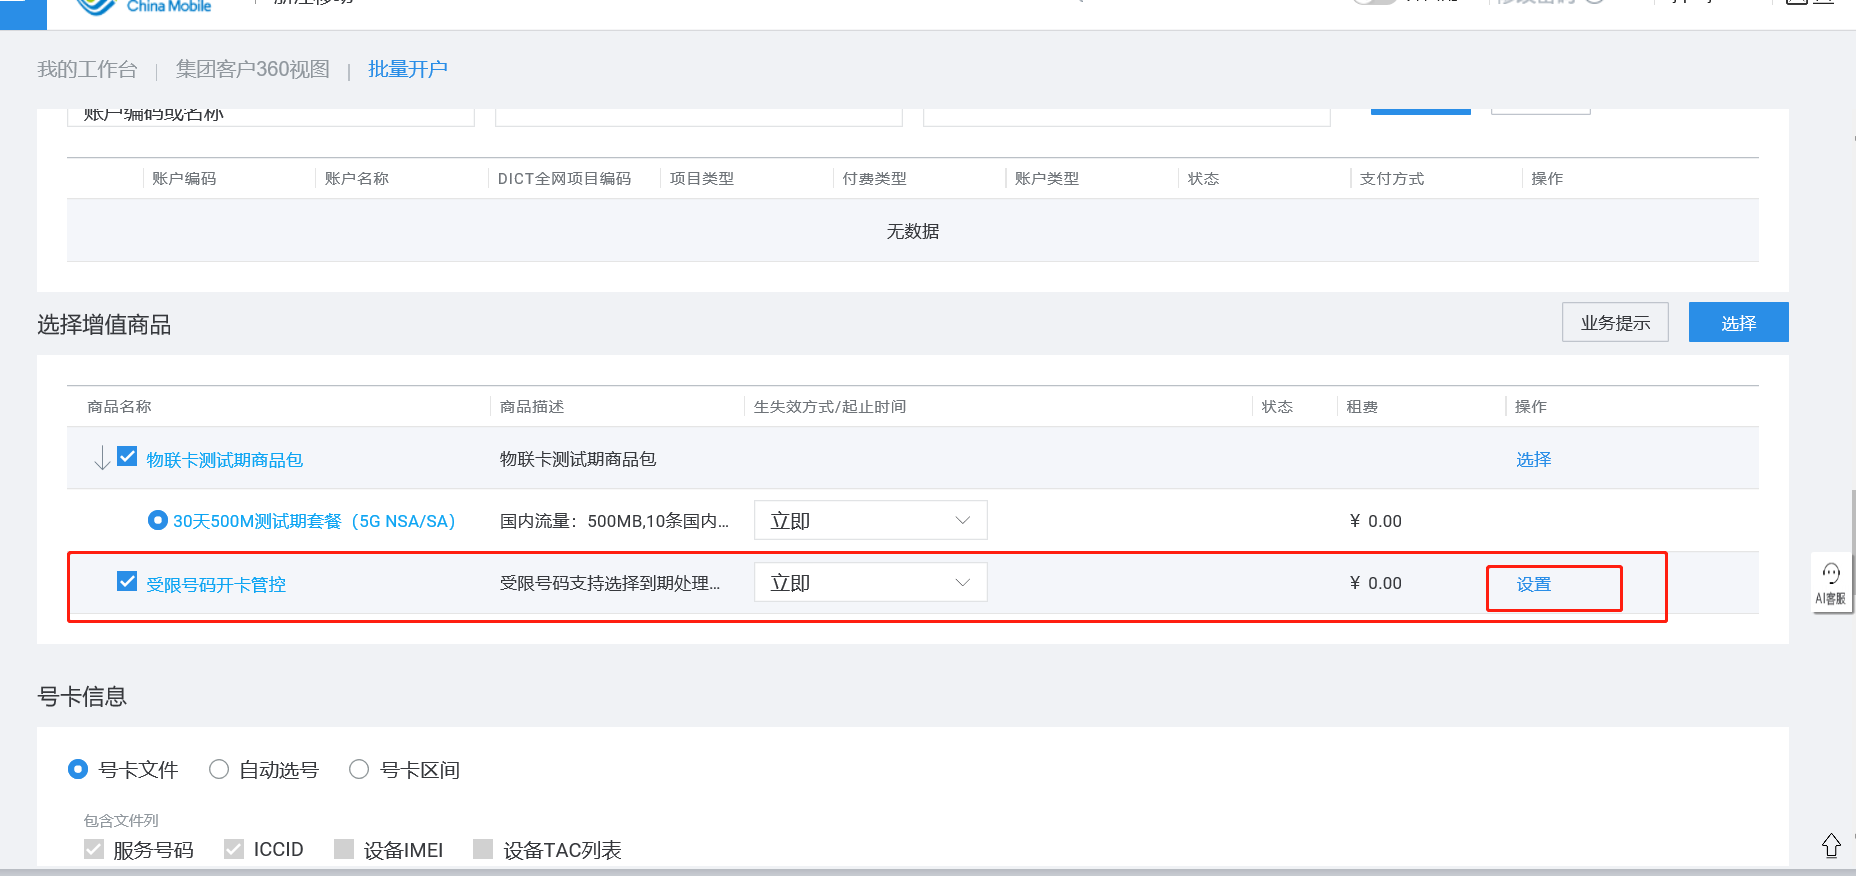 China Mobile
我的工作台 | 集团客户360视图 | 批量开户
账户编码或名称
账户编码 账户名称 DICT全网项目编码 项目类型 付费类型 账户类型 状态 支付方式 操作
无数据
选择增值商品 业务提示 选择
商品名称 商品描述 生失效方式/起止时间 状态 租费 操作
物联卡测试期商品包 物联卡测试期商品包 选择
30天500M测试期套餐（5G NSA/SA） 国内流量：500MB,10条国内... 立即 ¥ 0.00
受限号码开卡管控 受限号码支持选择到期处理... 立即 ¥ 0.00 设置
AI客服
号卡信息
号卡文件 自动选号 号卡区间
包含文件列
服务号码 ICCID 设备IMEI 设备TAC列表